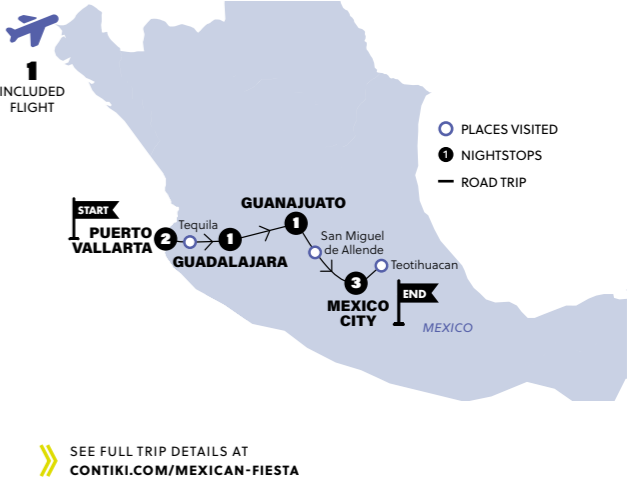 1
INCLUDED
FLIGHT
PLACES VISITED
1 NIGHTSTOPS
ROAD TRIP
START
PUERTO
VALLARTA
2
Tequila
1
GUADALAJARA
GUANAJUATO
1
San Miguel
de Allende
Teotihuacan
3
MEXICO
CITY
END
MEXICO
SEE FULL TRIP DETAILS AT
CONTIKI.COM/MEXICAN-FIESTA